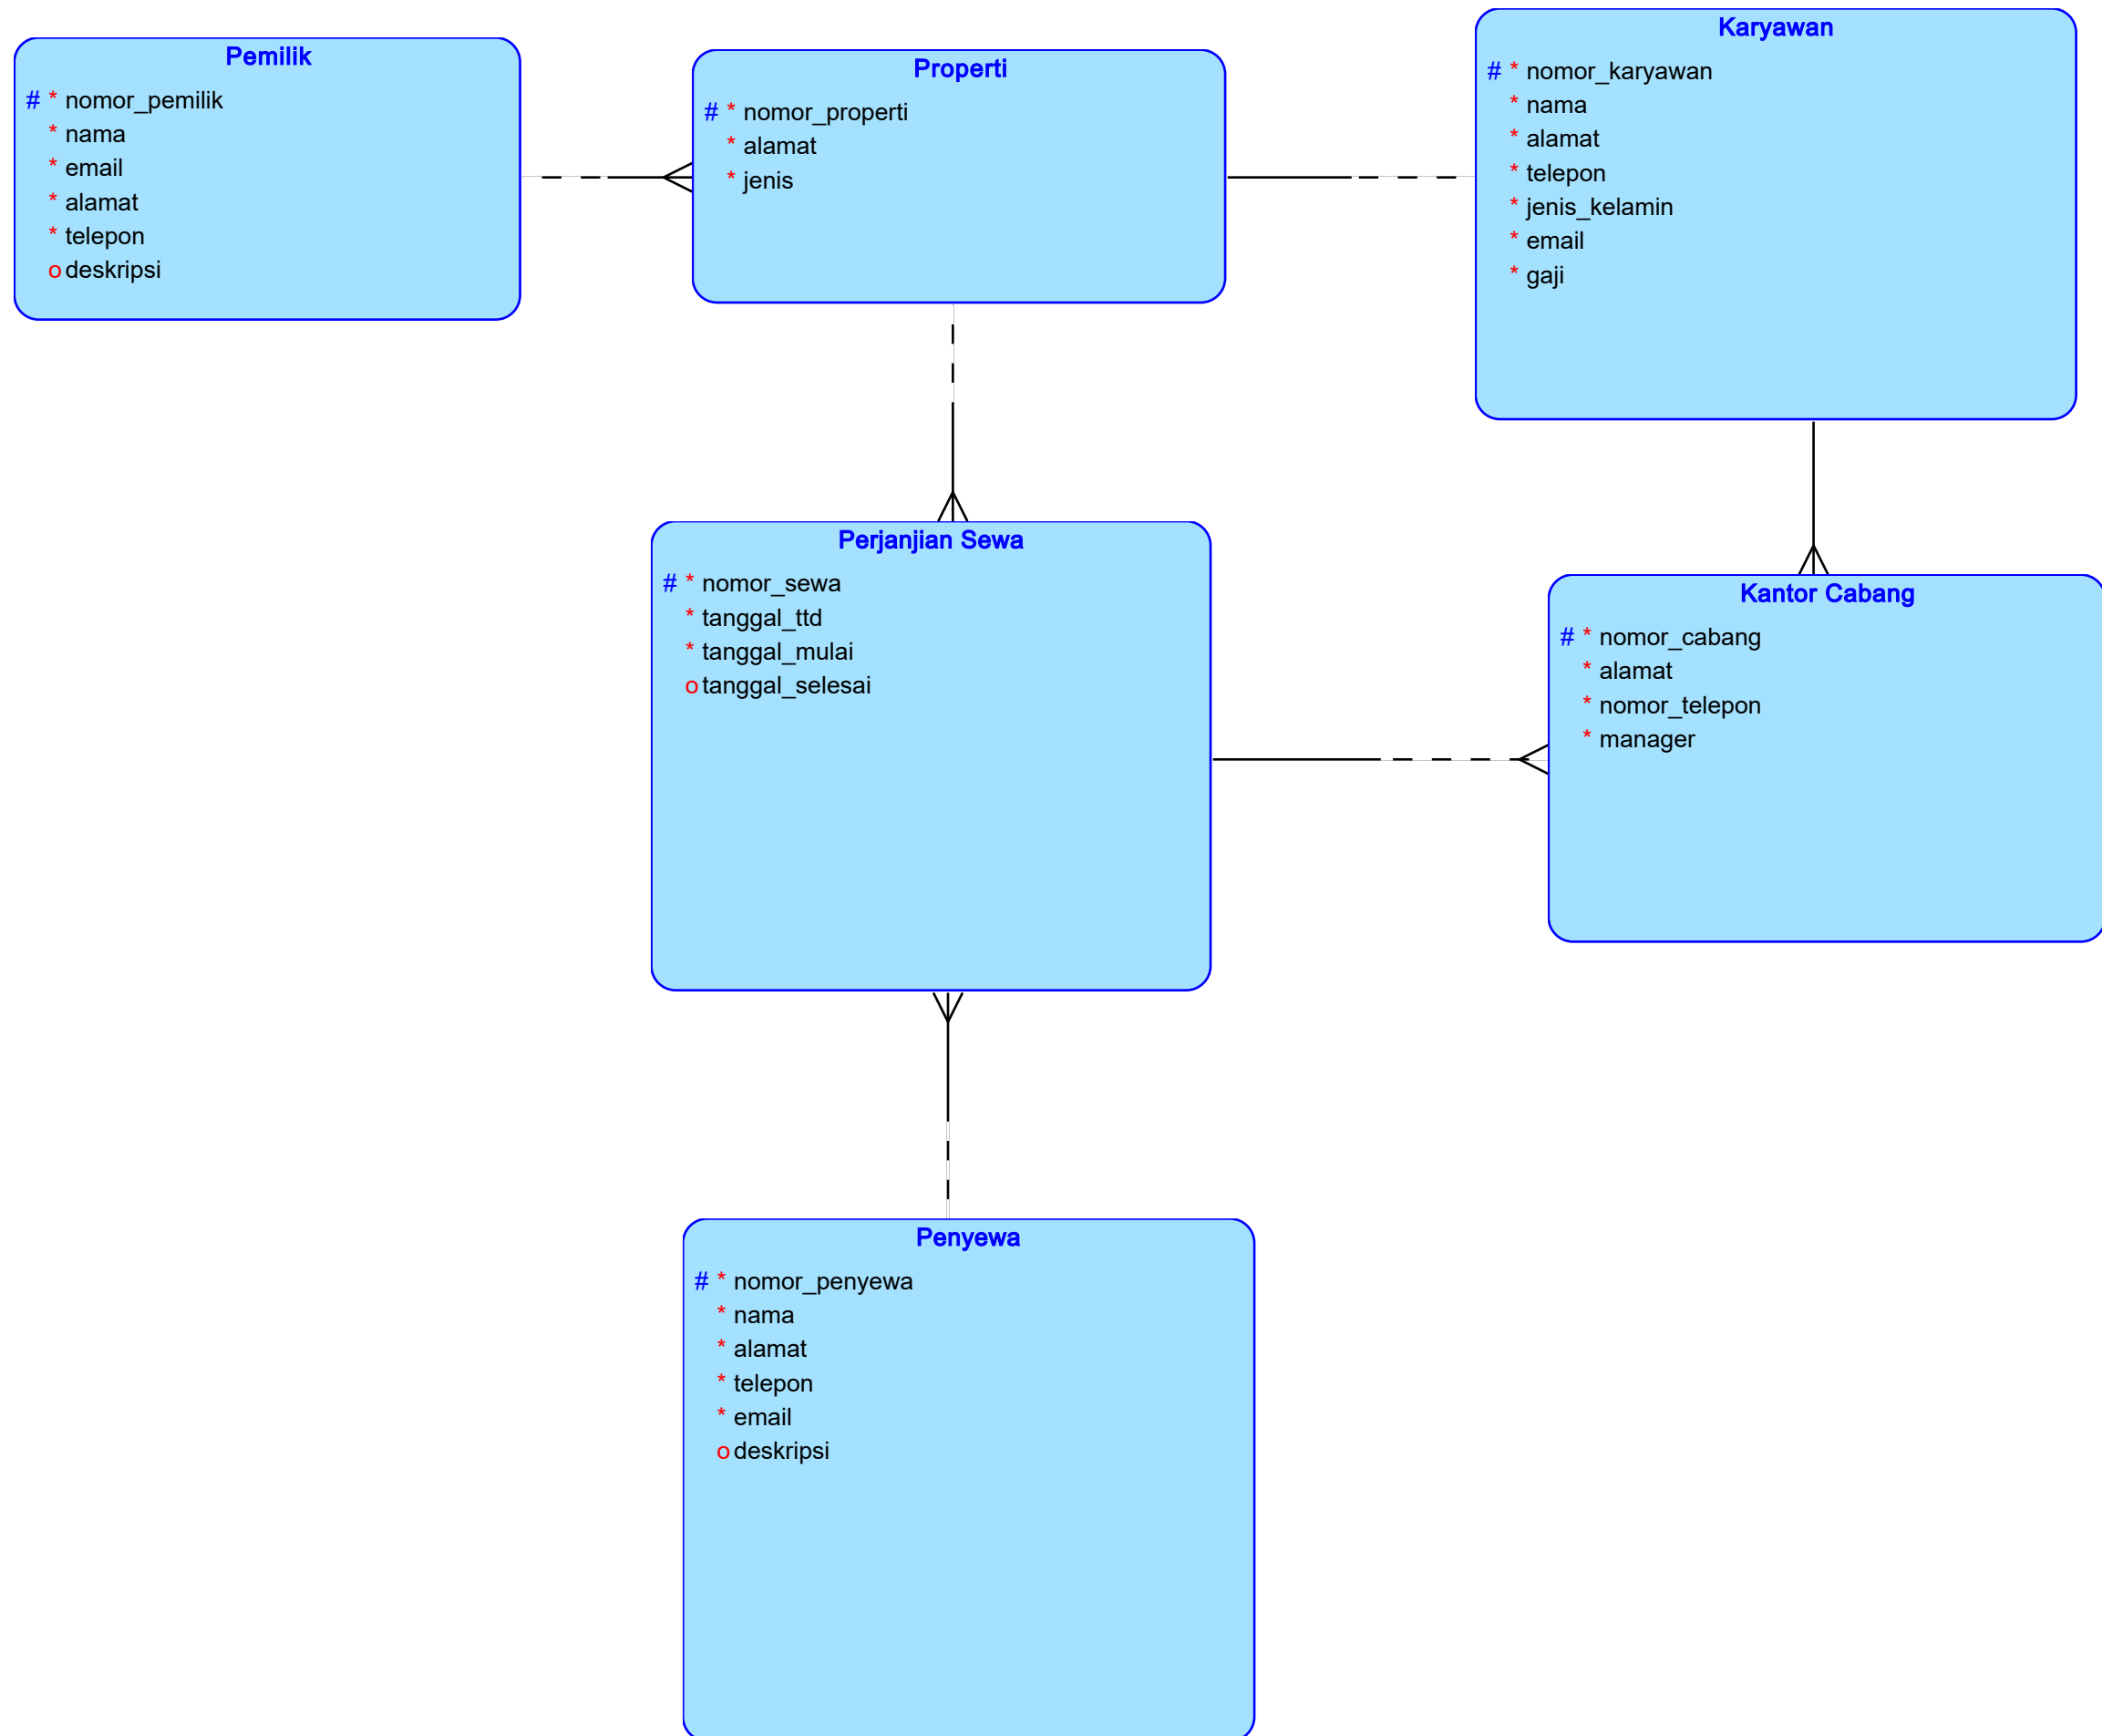 Pemilik
# * nomor_pemilik
* nama
* email
* alamat
* telepon
o deskripsi
Properti
# * nomor_properti
* alamat
* jenis
Karyawan
# * nomor_karyawan
* nama
* alamat
* telepon
* jenis_kelamin
* email
* gaji
Perjanjian Sewa
# * nomor_sewa
* tanggal_ttd
* tanggal_mulai
o tanggal_selesai
Kantor Cabang
# * nomor_cabang
* alamat
* nomor_telepon
* manager
Penyewa
# * nomor_penyewa
* nama
* alamat
* telepon
* email
o deskripsi